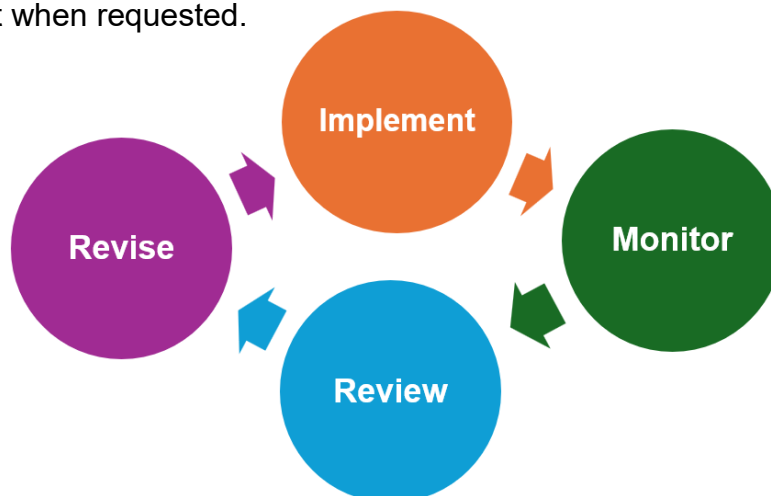 when requested.
Implement
Monitor
Review
Revise